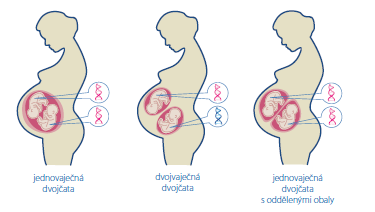 jednovaječná
dvojčata
dvojvaječná
dvojčata
jednovaječná
dvojčata
s oddělenými obaly